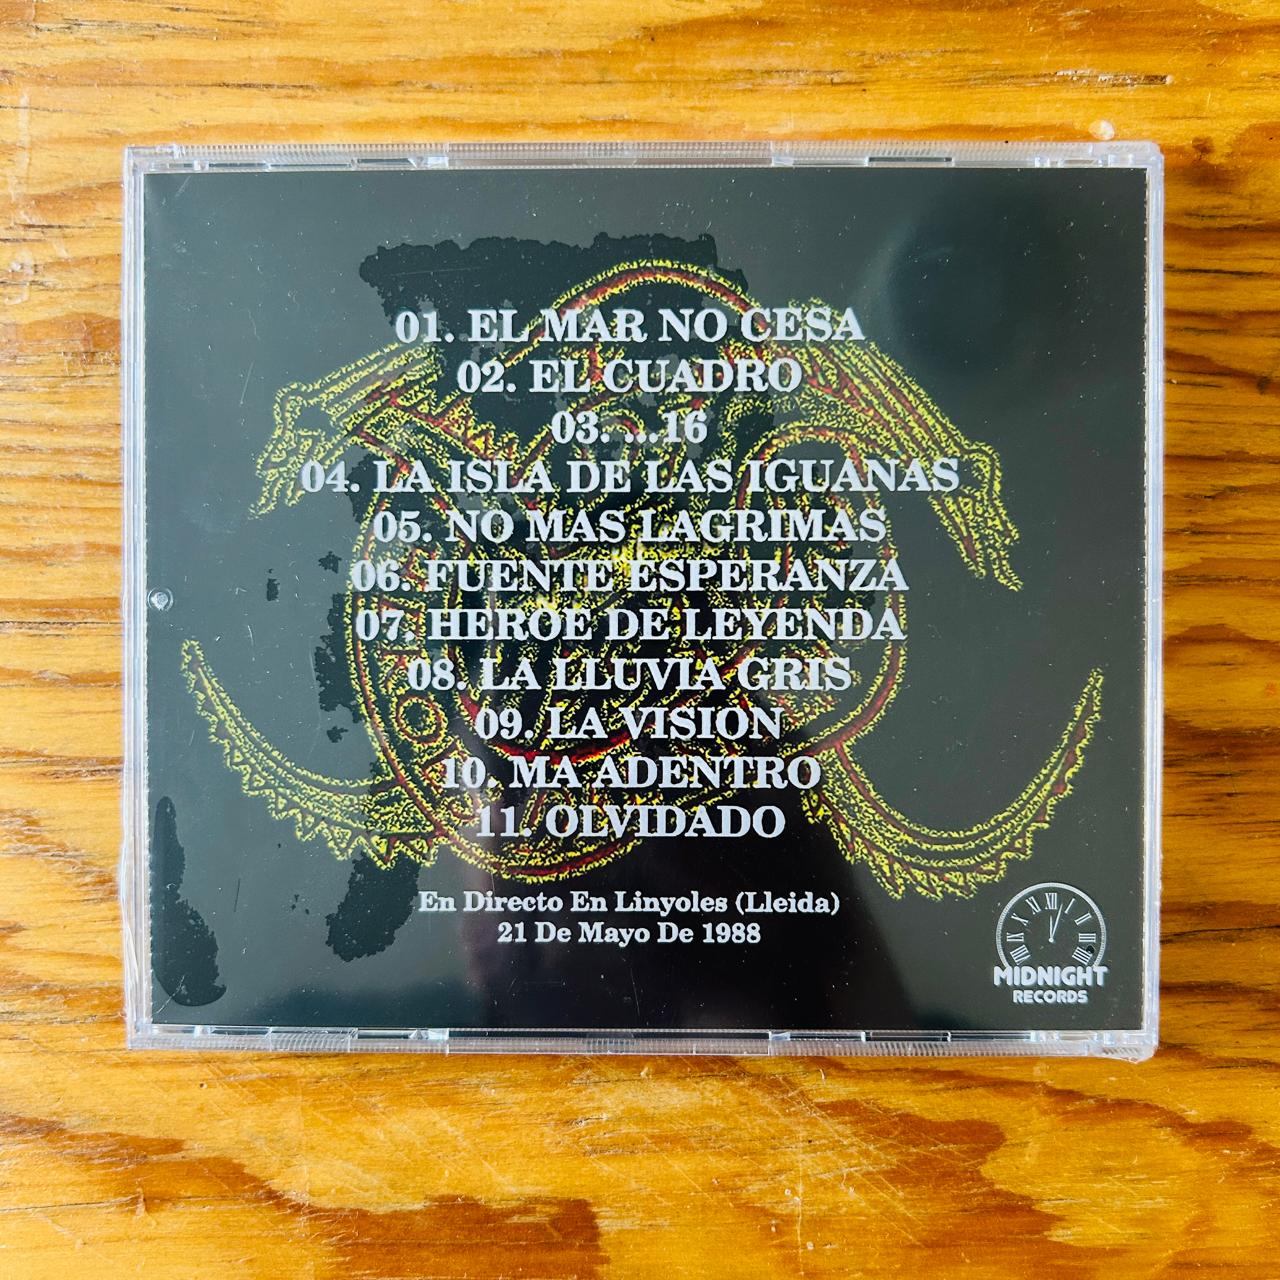 01. EL MAR NO CESA
02. EL CUADRO
03. ...16
04. LA ISLA DE LAS IGUANAS
05. NO MAS LAGRIMAS
06. FUENTE ESPERANZA
07. HEROE DE LEYENDA
08. LA LLUVIA GRIS
09. LA VISION
10. MA ADENTRO
11. OLVIDADO
En Directo En Linyoles (Lleida)
21 De Mayo De 1988
MIDNIGHT
RECORDS